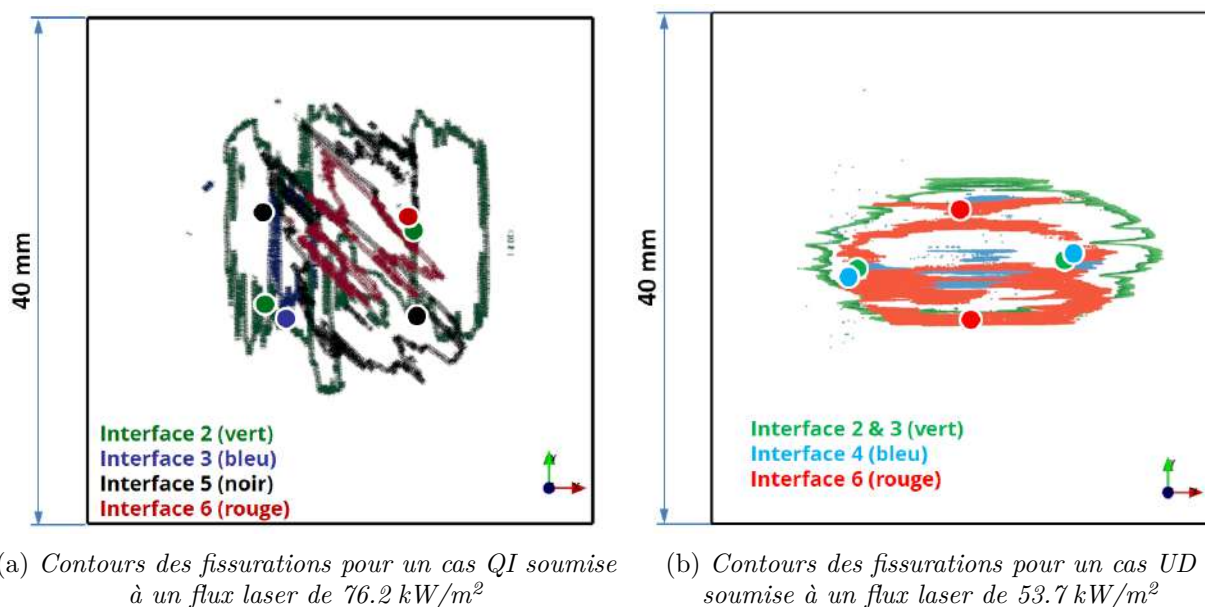 40 mm
Interface 2 (vert)
Interface 3 (bleu)
Interface 5 (noir)
Interface 6 (rouge)
40 mm
Interface 2 & 3 (vert)
Interface 4 (bleu)
Interface 6 (rouge)
(a) Contours des fissurations pour un cas QI soumise
à un flux laser de 76.2 kW/m²
(b) Contours des fissurations pour un cas UD
soumise à un flux laser de 53.7 kW/m²